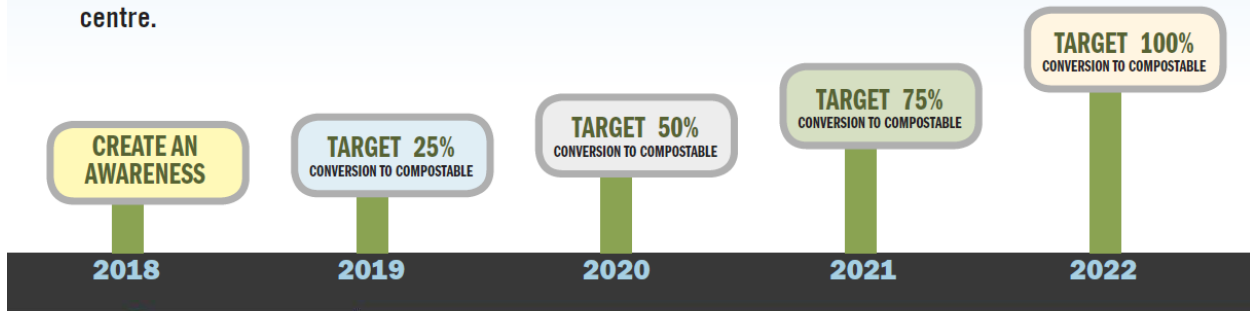 centre.
CREATE AN
AWARENESS
TARGET 25%
CONVERSION TO COMPOSTABLE
TARGET 50%
CONVERSION TO COMPOSTABLE
TARGET 75%
CONVERSION TO COMPOSTABLE
TARGET 100%
CONVERSION TO COMPOSTABLE
2018
2019
2020
2021
2022